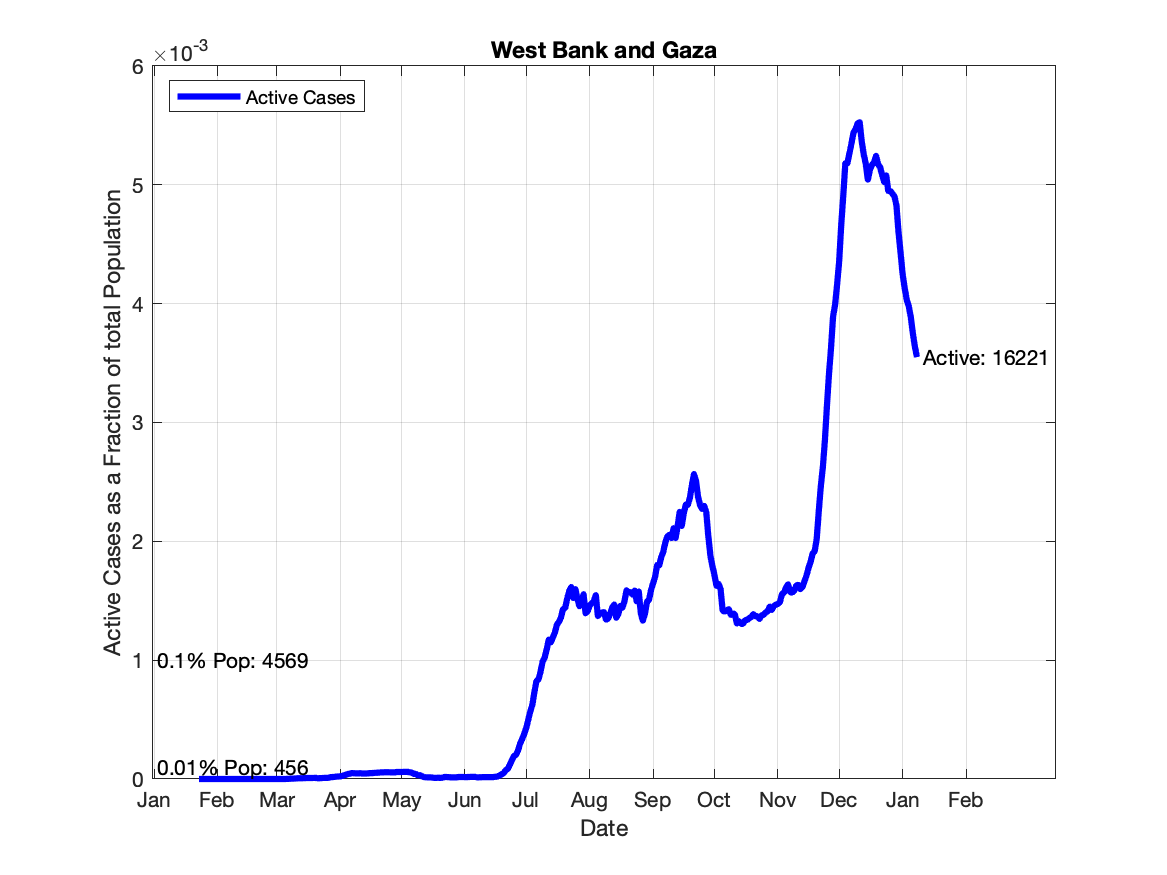 West Bank and Gaza
×10-3
Active Cases
6
5
4
3
2
1
0
Active Cases as a Fraction of total Population
Active: 16221
0.1% Pop: 4569
0.01% Pop: 456
Jan Feb Mar Apr May Jun Jul Aug Sep Oct Nov Dec Jan Feb
Date